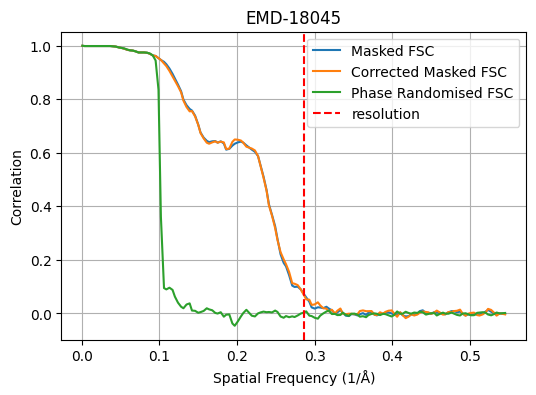 EMD-18045
Masked FSC
Corrected Masked FSC
Phase Randomised FSC
resolution
Correlation
1.0
0.8
0.6
0.4
0.2
0.0
0.0 0.1 0.2 0.3 0.4 0.5
Spatial Frequency (1/Å)